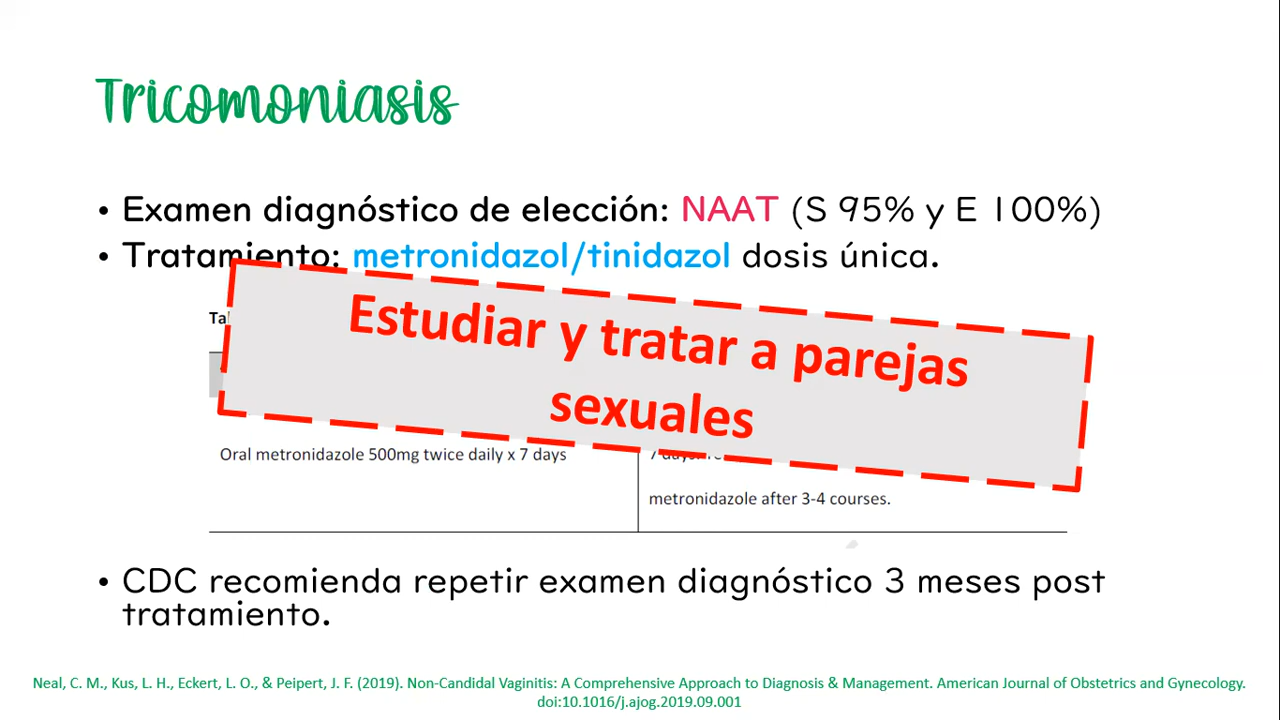 Tricomoniasis
• Examen diagnóstico de elección: NAAT (S 95% y E 100%)
• Tratamiento: metronidazol/tinidazol dosis única.
Estudiar y tratar a parejas
sexuales
Oral metronidazole 500mg twice daily x 7 days
metronidazole after 3-4 courses.
• CDC recomienda repetir examen diagnóstico 3 meses post
tratamiento.
Neal, C. M., Kus, L. H., Eckert, L. O., & Peipert, J. F. (2019). Non-Candidal Vaginitis: A Comprehensive Approach to Diagnosis & Management. American Journal of Obstetrics and Gynecology.
doi:10.1016/j.ajog.2019.09.001